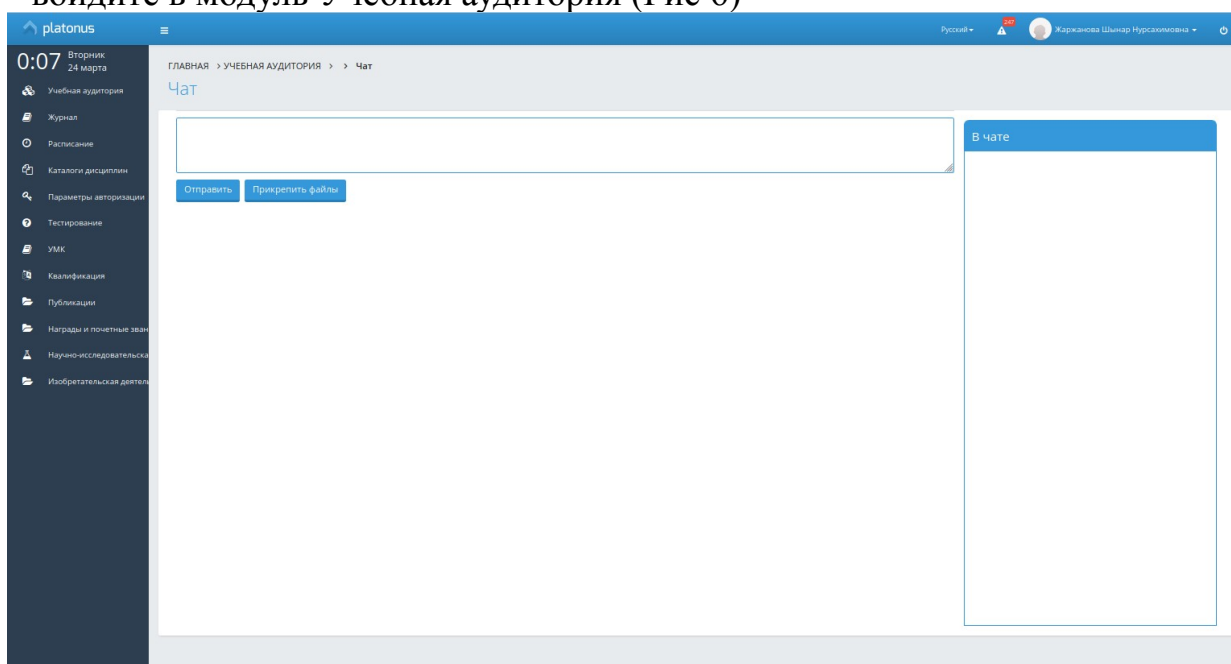 войдите в модуль Учебная аудитория (Рис 6)
platonus
Русский
247
Жаржанова Шынар Нурсахимовна
0:07 Вторник
24 марта
ГЛАВНАЯ > УЧЕБНАЯ АУДИТОРИЯ > > Чат
Чат
Учебная аудитория
Журнал
Расписание
Каталоги дисциплин
Параметры авторизации
Тестирование
УМК
Квалификация
Публикации
Награды и почетные зван
Научно-исследовательска
Изобретательская деятель
Отправить
Прикрепить файлы
В чате